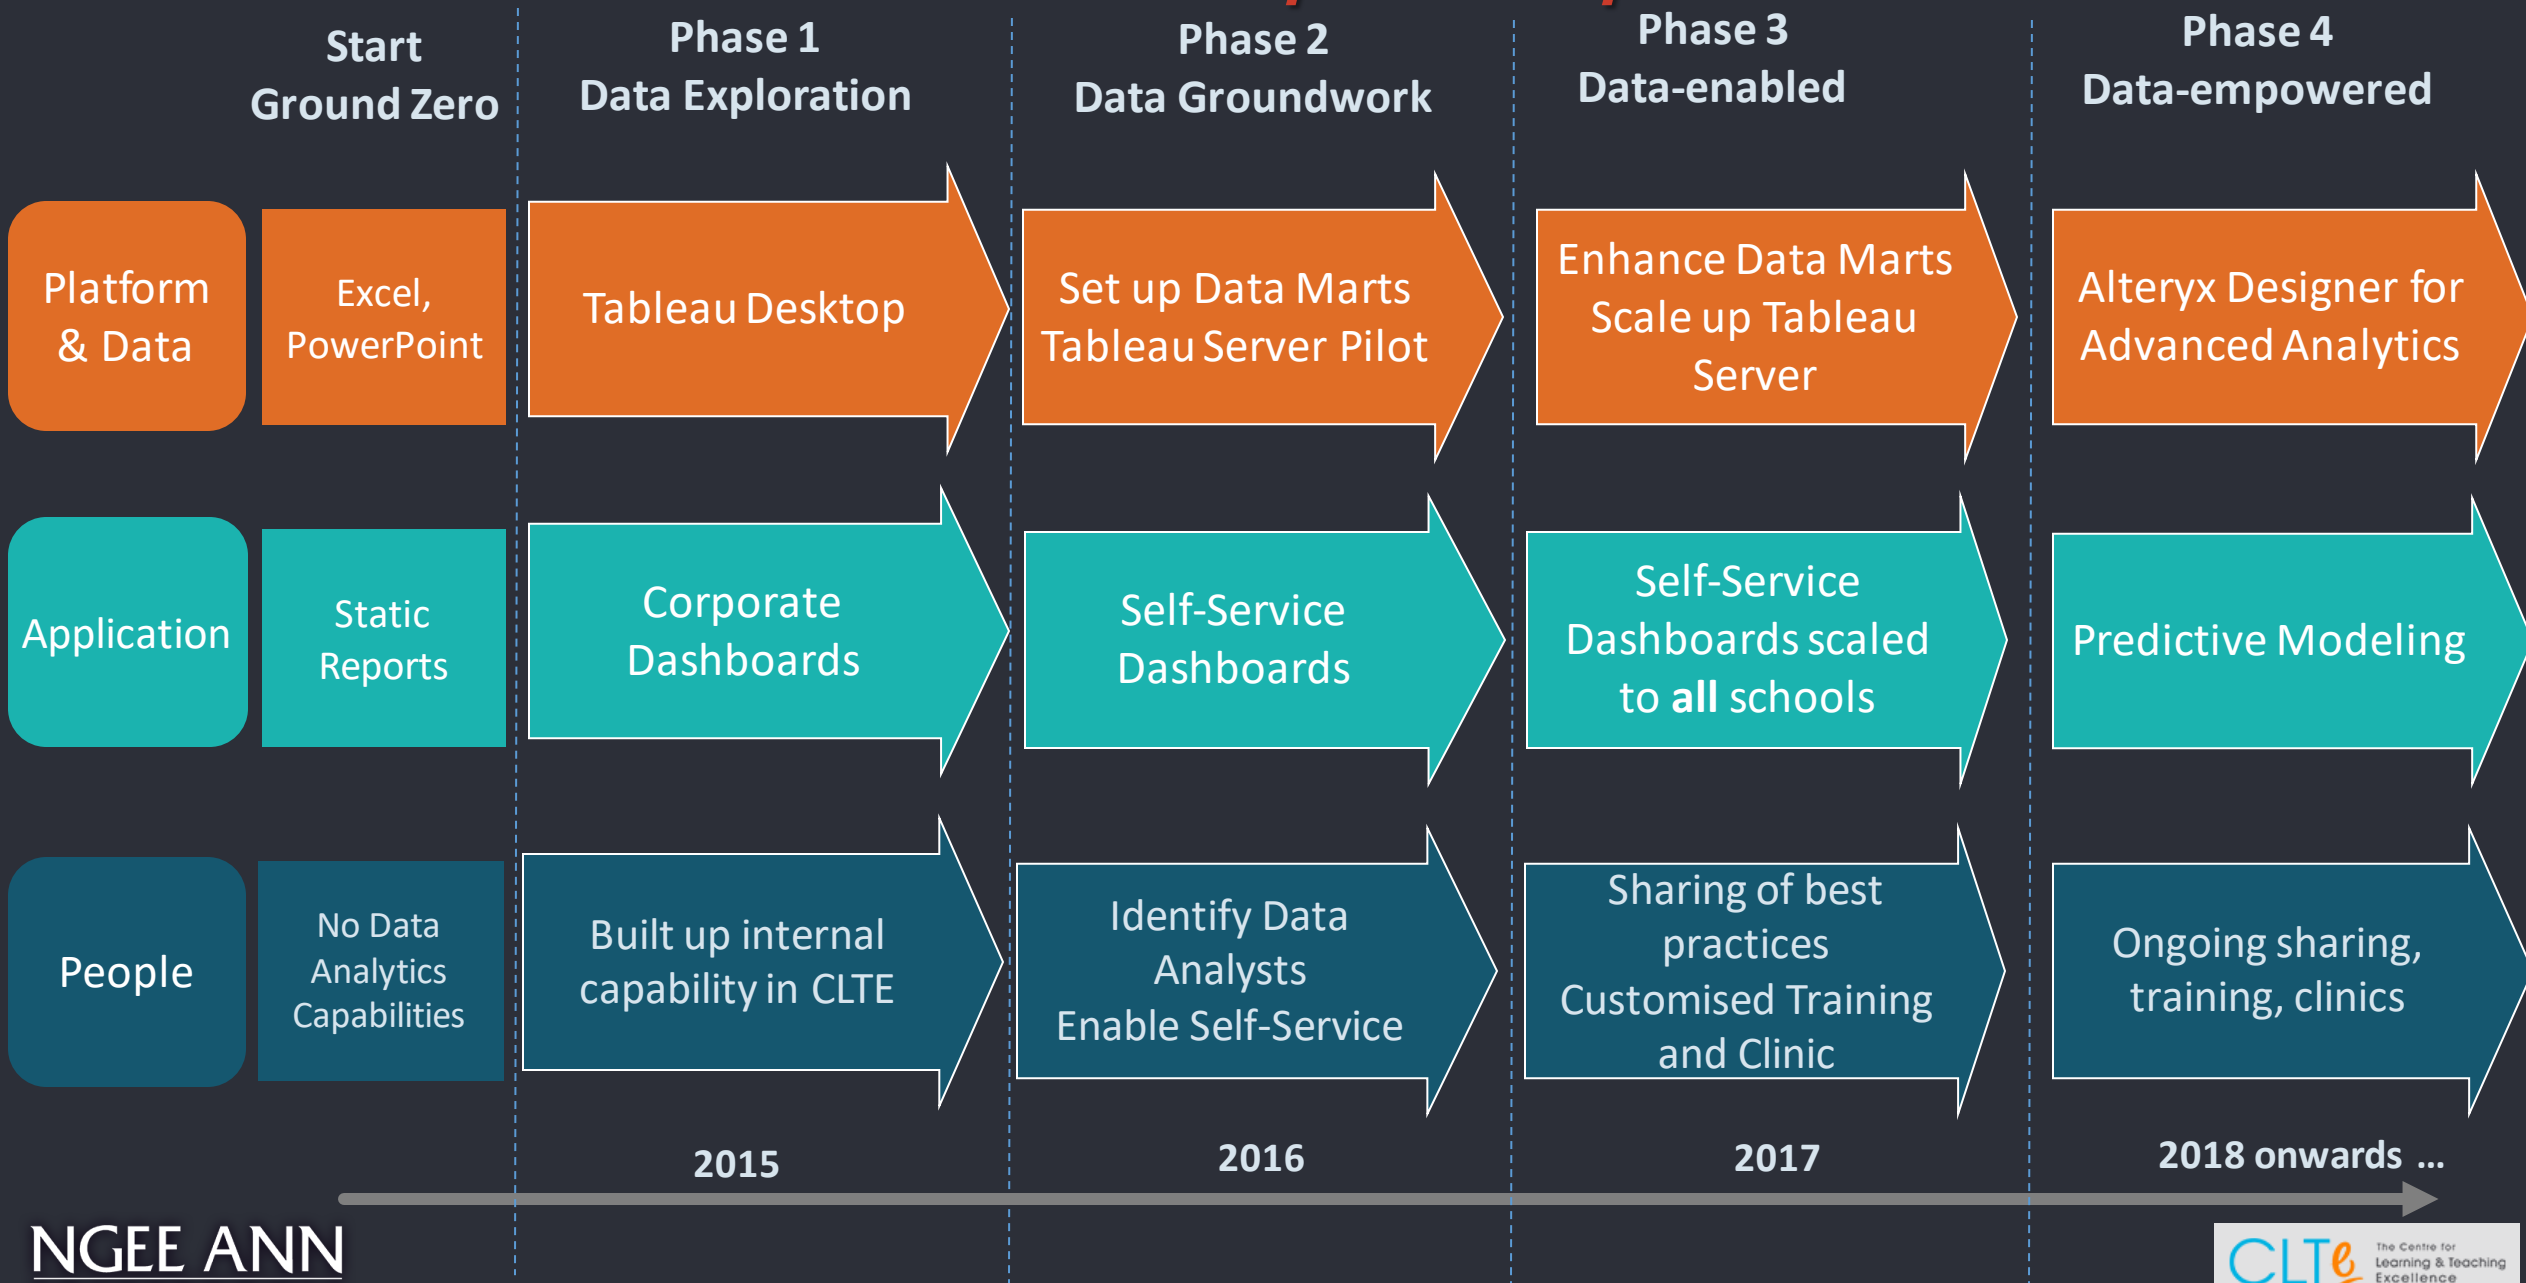 Start
Ground Zero
Phase 1
Data Exploration
Phase 2
Data Groundwork
Phase 3
Data-enabled
Phase 4
Data-empowered
Platform
& Data
Excel,
PowerPoint
Tableau Desktop
Set up Data Marts
Tableau Server Pilot
Enhance Data Marts
Scale up Tableau
Server
Alteryx Designer for
Advanced Analytics
Application
Static
Reports
Corporate
Dashboards
Self-Service
Dashboards
Self-Service
Dashboards scaled
to all schools
Predictive Modeling
People
No Data
Analytics
Capabilities
Built up internal
capability in CLTE
Identify Data
Analysts
Enable Self-Service
Sharing of best
practices
Customised Training
and Clinic
Ongoing sharing,
training, clinics
2015
2016
2017
2018 onwards ...
NGEE ANN
CLTe
The Centre for
Learning & Teaching
Excellence